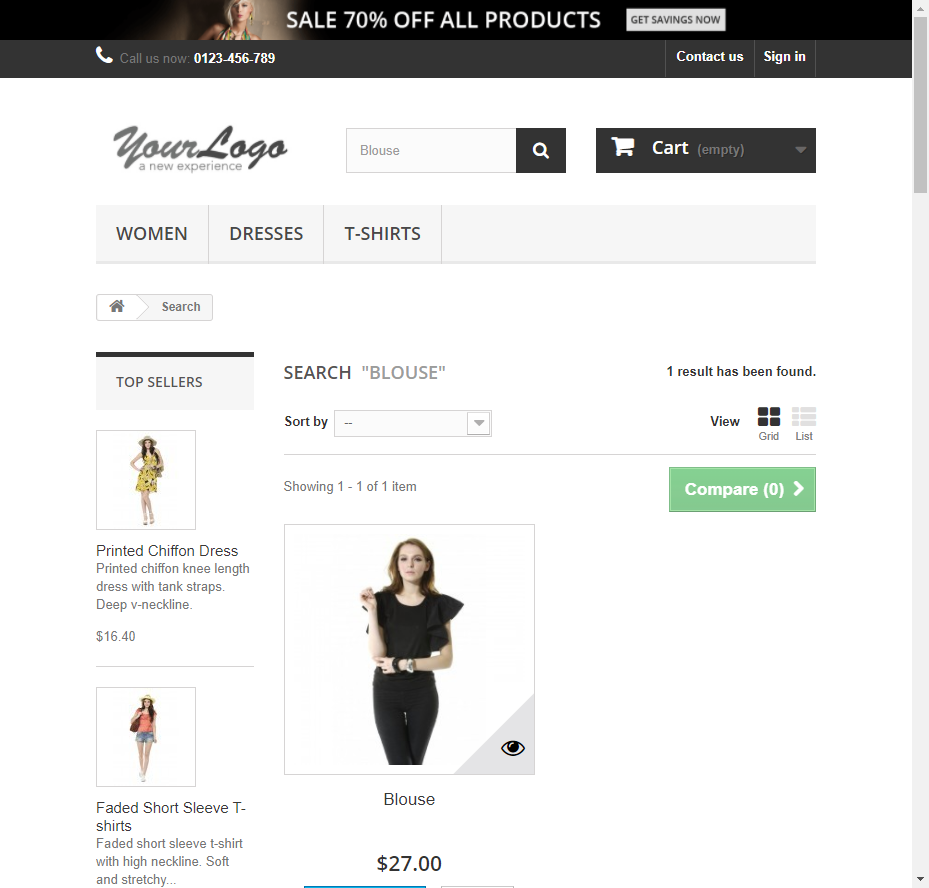 SALE 70% OFF ALL PRODUCTS GET SAVINGS NOW
Call us now: 0123-456-789 Contact us Sign in
YourLogo
a new experience
Blouse
Cart (empty)
WOMEN DRESSES T-SHIRTS
Search
TOP SELLERS
Printed Chiffon Dress
Printed chiffon knee length
dress with tank straps.
Deep v-neckline.
$16.40
Faded Short Sleeve T-
shirts
Faded short sleeve t-shirt
with high neckline. Soft
and stretchy...
SEARCH "BLOUSE" 1 result has been found.
Sort by -- View Grid List
Showing 1 - 1 of 1 item Compare (0)
Blouse
$27.00